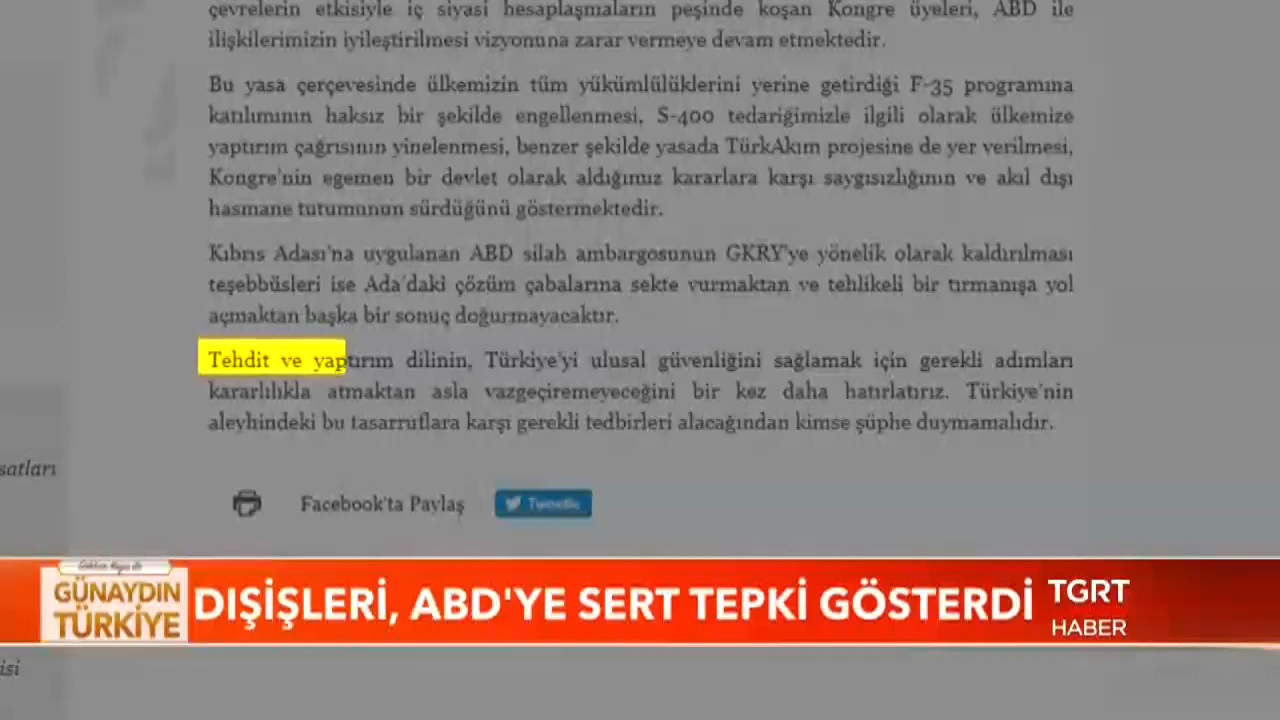 çevrelerin etkisiyle iç siyasi hesaplaşmaların peşinde koşan Kongre üyeleri, ABD ile
ilişkilerimizin iyileştirilmesi vizyonuna zarar vermeye devam etmektedir.
Bu yasa çerçevesinde ülkemizin tüm yükümlülüklerini yerine getirdiği F-35 programına
katılımının haksız bir şekilde engellenmesi, S-400 tedariğimizle ilgili olarak ülkemize
yaptırım çağrısının yinelenmesi, benzer şekilde yasada TürkAkım projesine de yer verilmesi,
Kongre'nin egemen bir devlet olarak aldığımız kararlara karşı saygısızlığının ve akıl dışı
hasmane tutumunun sürdüğünü göstermektedir.
Kıbrıs Adası'na uygulanan ABD silah ambargosunun GKRY'ye yönelik olarak kaldırılması
teşebbüsleri ise Ada'daki çözüm çabalarına sekte vurmaktan ve tehlikeli bir tırmanışa yol
açmaktan başka bir sonuç doğurmayacaktır.
Tehdit ve yaptırım dilinin, Türkiye'yi ulusal güvenliğini sağlamak için gerekli adımları
kararlılıkla atmaktan asla vazgeçiremeyeceğini bir kez daha hatırlatırız. Türkiye'nin
aleyhindeki bu tasarruflara karşı gerekli tedbirleri alacağından kimse şüphe duymamalıdır.
satları
Facebook'ta Paylaş
Tweetle
GÜNAYDIN
TÜRKİYE
DIŞİŞLERİ, ABD'YE SERT TEPKİ GÖSTERDİ
TGRT
HABER
isi